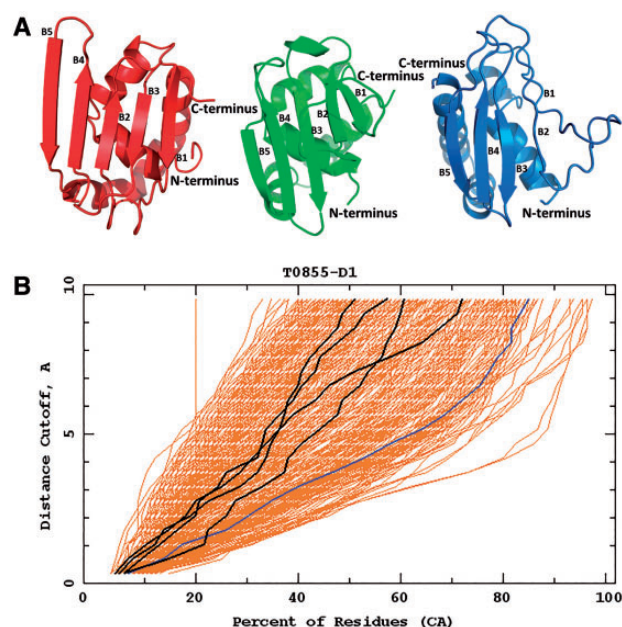 A
B5
B4
B3
B2
C-terminus
B1
N-terminus
C-terminus
B1
B2
B4
B3
B5
N-terminus
C-terminus
B1
B2
B4
B3
B5
N-terminus
B
T0855-D1
10
5
0
Distance Cutoff, A
0 20 40 60 80 100
Percent of Residues (CA)